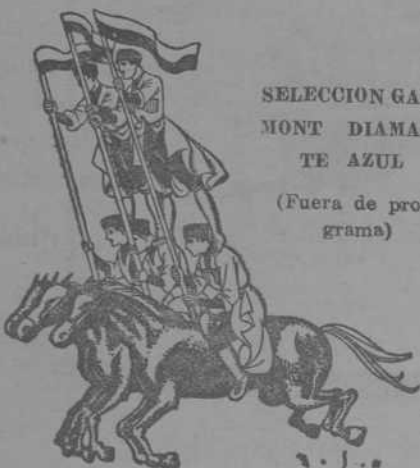 SELECCION GA
MONT DIAMA
TE AZUL
(Fuera de pro
grama)